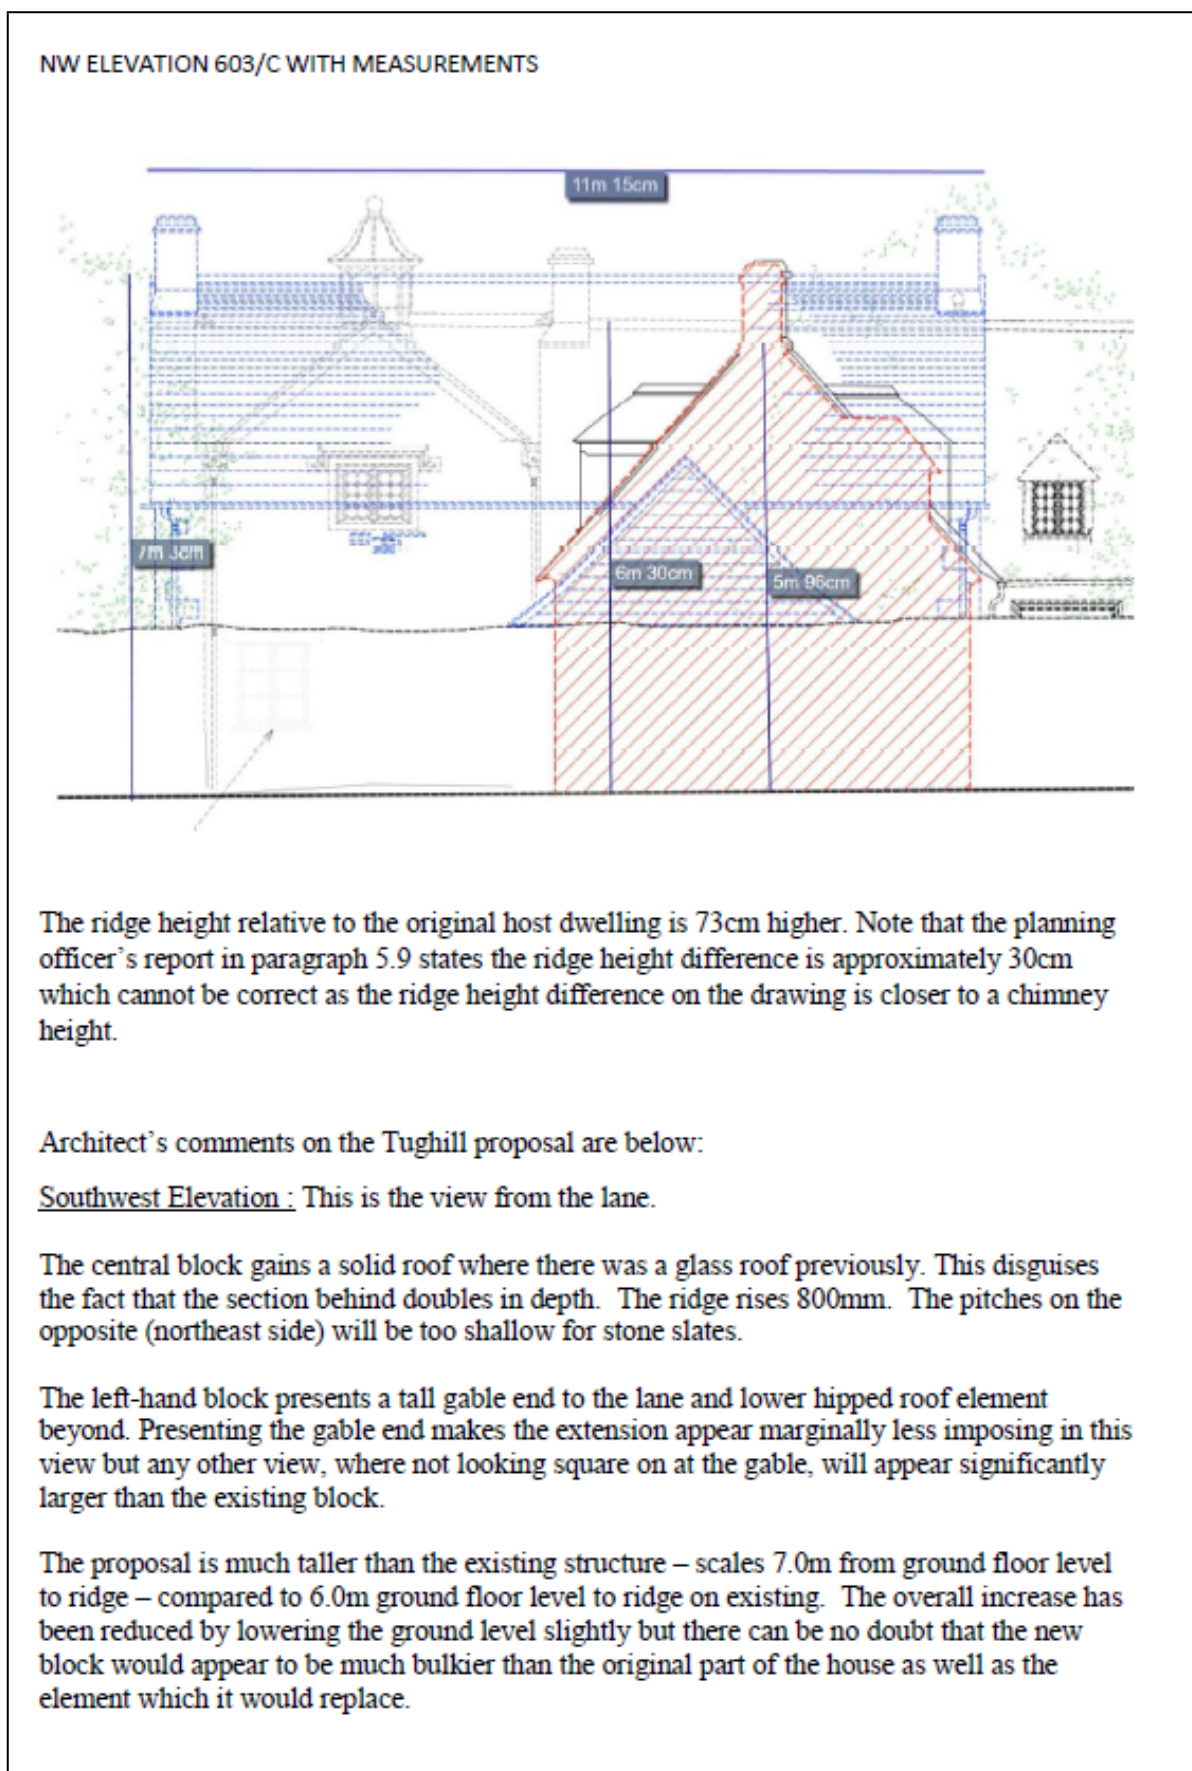 NW ELEVATION 603/C WITH MEASUREMENTS
11m 15cm
7m 3cm
6m 30cm
5m 96cm
The ridge height relative to the original host dwelling is 73cm higher. Note that the planning
officer’s report in paragraph 5.9 states the ridge height difference is approximately 30cm
which cannot be correct as the ridge height difference on the drawing is closer to a chimney
height.
Architect’s comments on the Tughill proposal are below:
Southwest Elevation : This is the view from the lane.
The central block gains a solid roof where there was a glass roof previously. This disguises
the fact that the section behind doubles in depth.  The ridge rises 800mm.  The pitches on the
opposite (northeast side) will be too shallow for stone slates.
The left-hand block presents a tall gable end to the lane and lower hipped roof element
beyond. Presenting the gable end makes the extension appear marginally less imposing in this
view but any other view, where not looking square on at the gable, will appear significantly
larger than the existing block.
The proposal is much taller than the existing structure – scales 7.0m from ground floor level
to ridge – compared to 6.0m ground floor level to ridge on existing.  The overall increase has
been reduced by lowering the ground level slightly but there can be no doubt that the new
block would appear to be much bulkier than the original part of the house as well as the
element which it would replace.